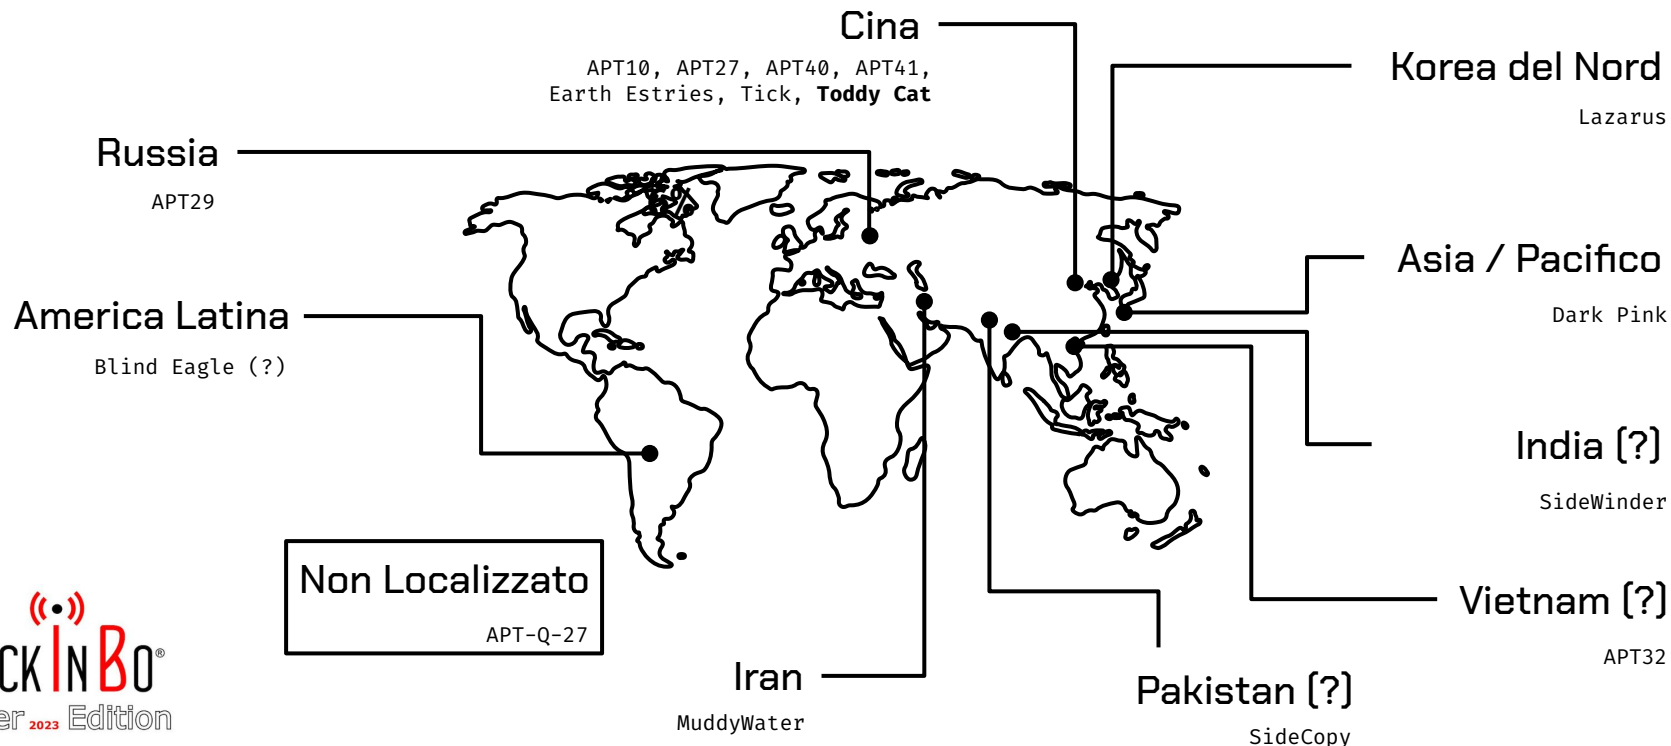 Cina
APT10, APT27, APT40, APT41,
Earth Estries, Tick, Toddy Cat
Korea del Nord
Lazarus
Russia
APT29
Asia / Pacifico
Dark Pink
America Latina
Blind Eagle (?)
India (?)
SideWinder
Non Localizzato
APT-Q-27
Vietnam (?)
APT32
Iran
MuddyWater
Pakistan (?)
SideCopy
CKINBO®
er 2023 Edition